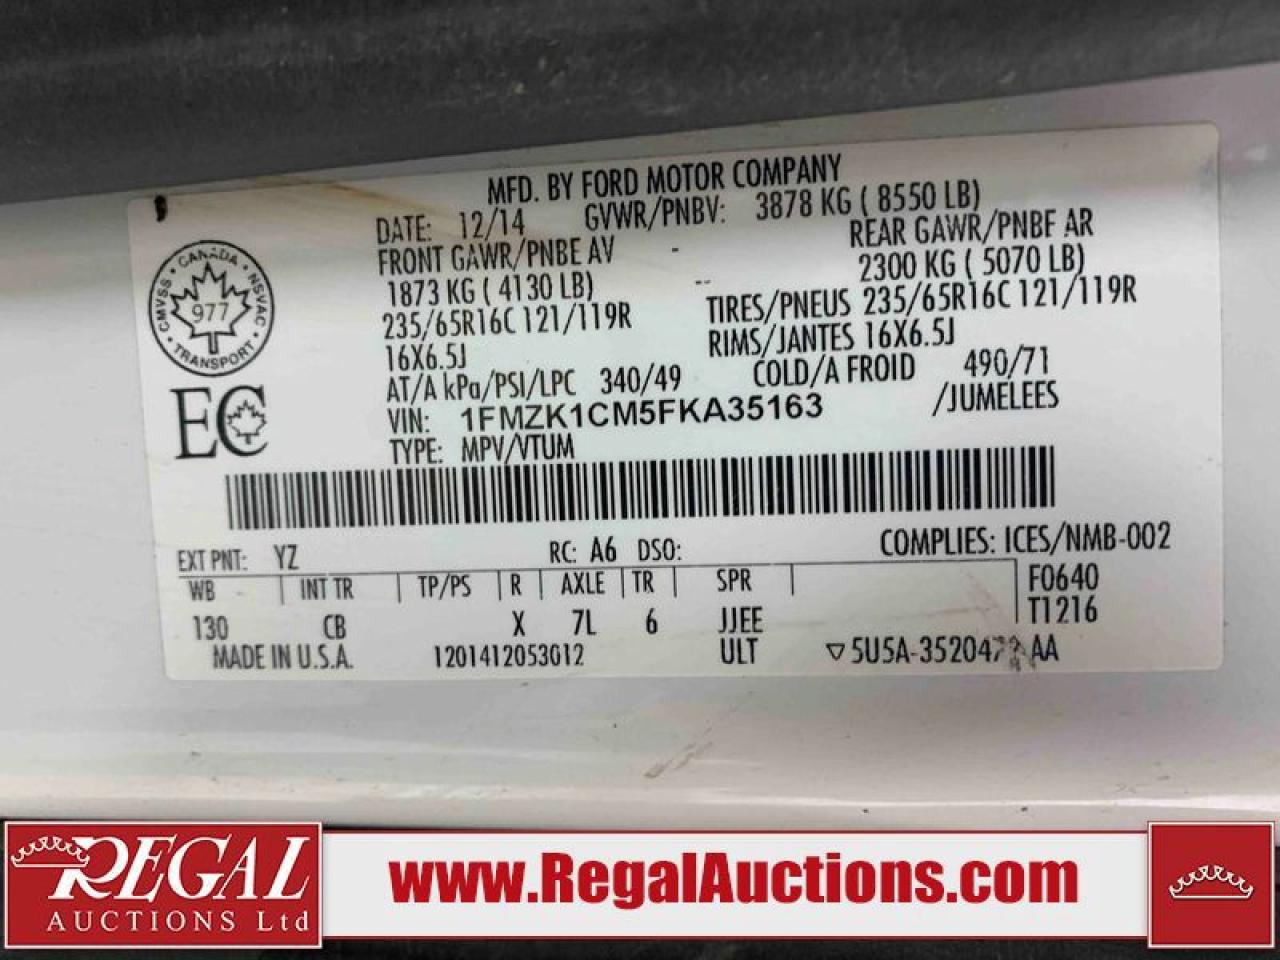 MFD. BY FORD MOTOR COMPANY
DATE: 12/14 GVWR/PNBV: 3878 KG ( 8550 LB)
FRONT GAWR/PNBE AV - REAR GAWR/PNBF AR
1873 KG ( 4130 LB) -- 2300 KG ( 5070 LB)
235/65R16C 121/119R TIRES/PNEUS 235/65R16C 121/119R
16X6.5J RIMS/JANTES 16X6.5J
AT/A kPa/PSI/LPC 340/49 COLD/A FROID 490/71
VIN: 1FMZK1CM5FKA35163 /JUMELEES
TYPE: MPV/VTUM
CANADA
CMVSS NSVAC
977
TRANSPORT
EC
EXT PNT: YZ RC: A6 DSO: COMPLIES: ICES/NMB-002
WB INT TR TP/PS R AXLE TR SPR F0640
130 CB X 7L 6 JJEE T1216
MADE IN U.S.A. 1201412053012 ULT 5U5A-352047 AA
REGAL
AUCTIONS Ltd
www.RegalAuctions.com